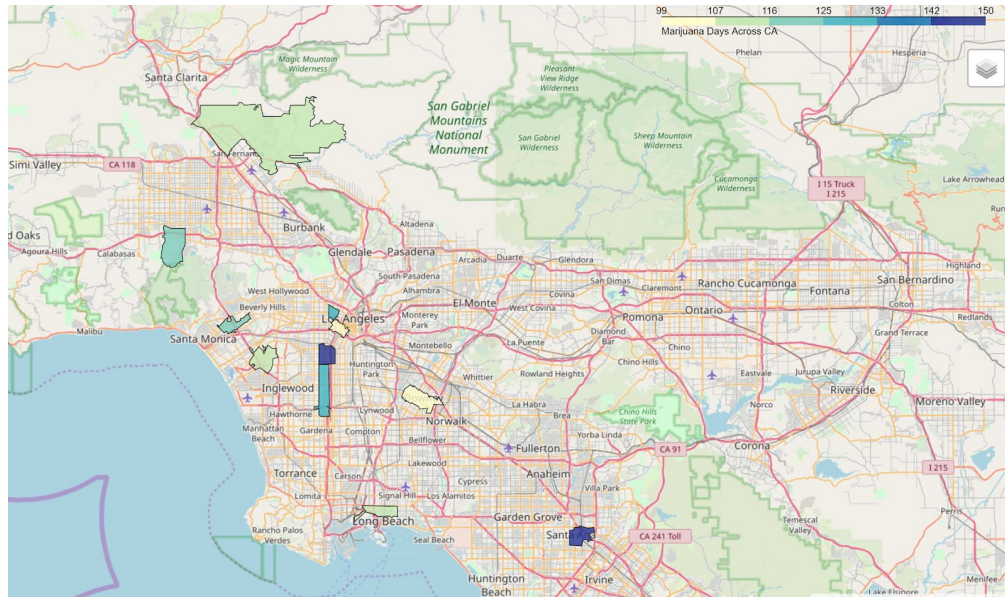 99 107 116 125 133 142 150
Marijuana Days Across CA
Phelan
Hesperia
Santa Clarita
Magic Mountain
Wilderness
Pleasant
View Ridge
Wilderness
San Gabriel
Mountains
National
Monument
San Gabriel
Wilderness
Sheep Mountain
Wilderness
Cucamonga
Wilderness
Simi Valley
CA 118
I 15 Truck
I 215
Lake Arrowhead
Burbank
Altadena
Calabasas
Agoura Hills
Glendale
Pasadena
Arcadia
Duarte
Glendora
San Dimas
Claremont
Rancho Cucamonga
Fontana
San Bernardino
Highland
South Pasadena
Alhambra
West Hollywood
Beverly Hills
El Monte
Covina
West Covina
Pomona
Ontario
Colton
Redlands
Monterey
Park
Malibu
Santa Monica
Montebello
La Puente
Diamond
Bar
Chino
Grand Terrace
Huntington
Park
Whittier
Rowland Heights
Chino Hills
Eastvale
Jurupa Valley
Inglewood
Riverside
Moreno Valley
Hawthorne
Lynwood
La Habra
Brea
Chino Hills
State Park
Norco
Manhattan
Beach
Gardena
Compton
Norwalk
Bellflower
Fullerton
Yorba Linda
CA 91
Corona
I 215
Torrance
Carson
Lakewood
Cypress
Anaheim
Villa Park
Lomita
Signal Hill
Los Alamitos
Perris
Rancho Palos
Verdes
Long Beach
Seal Beach
Garden Grove
CA 241 Toll
Temescal
Valley
Huntington
Beach
Irvine
Lake Elsinore
Menifee